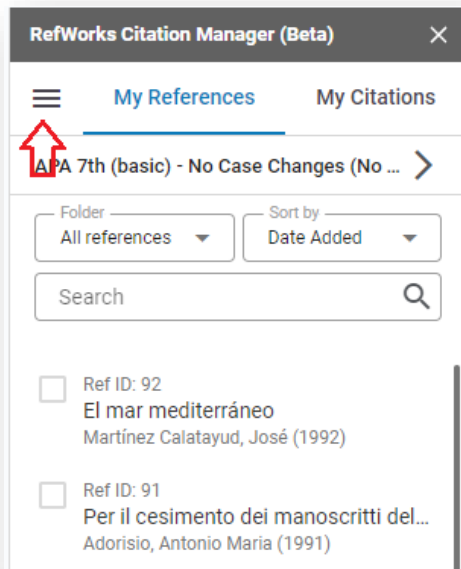 RefWorks Citation Manager (Beta)
My References My Citations
APA 7th (basic) - No Case Changes (No ...
Folder Sort by
All references Date Added
Search
Ref ID: 92
El mar mediterráneo
Martínez Calatayud, José (1992)
Ref ID: 91
Per il cesimento dei manoscritti del...
Adorisio, Antonio Maria (1991)